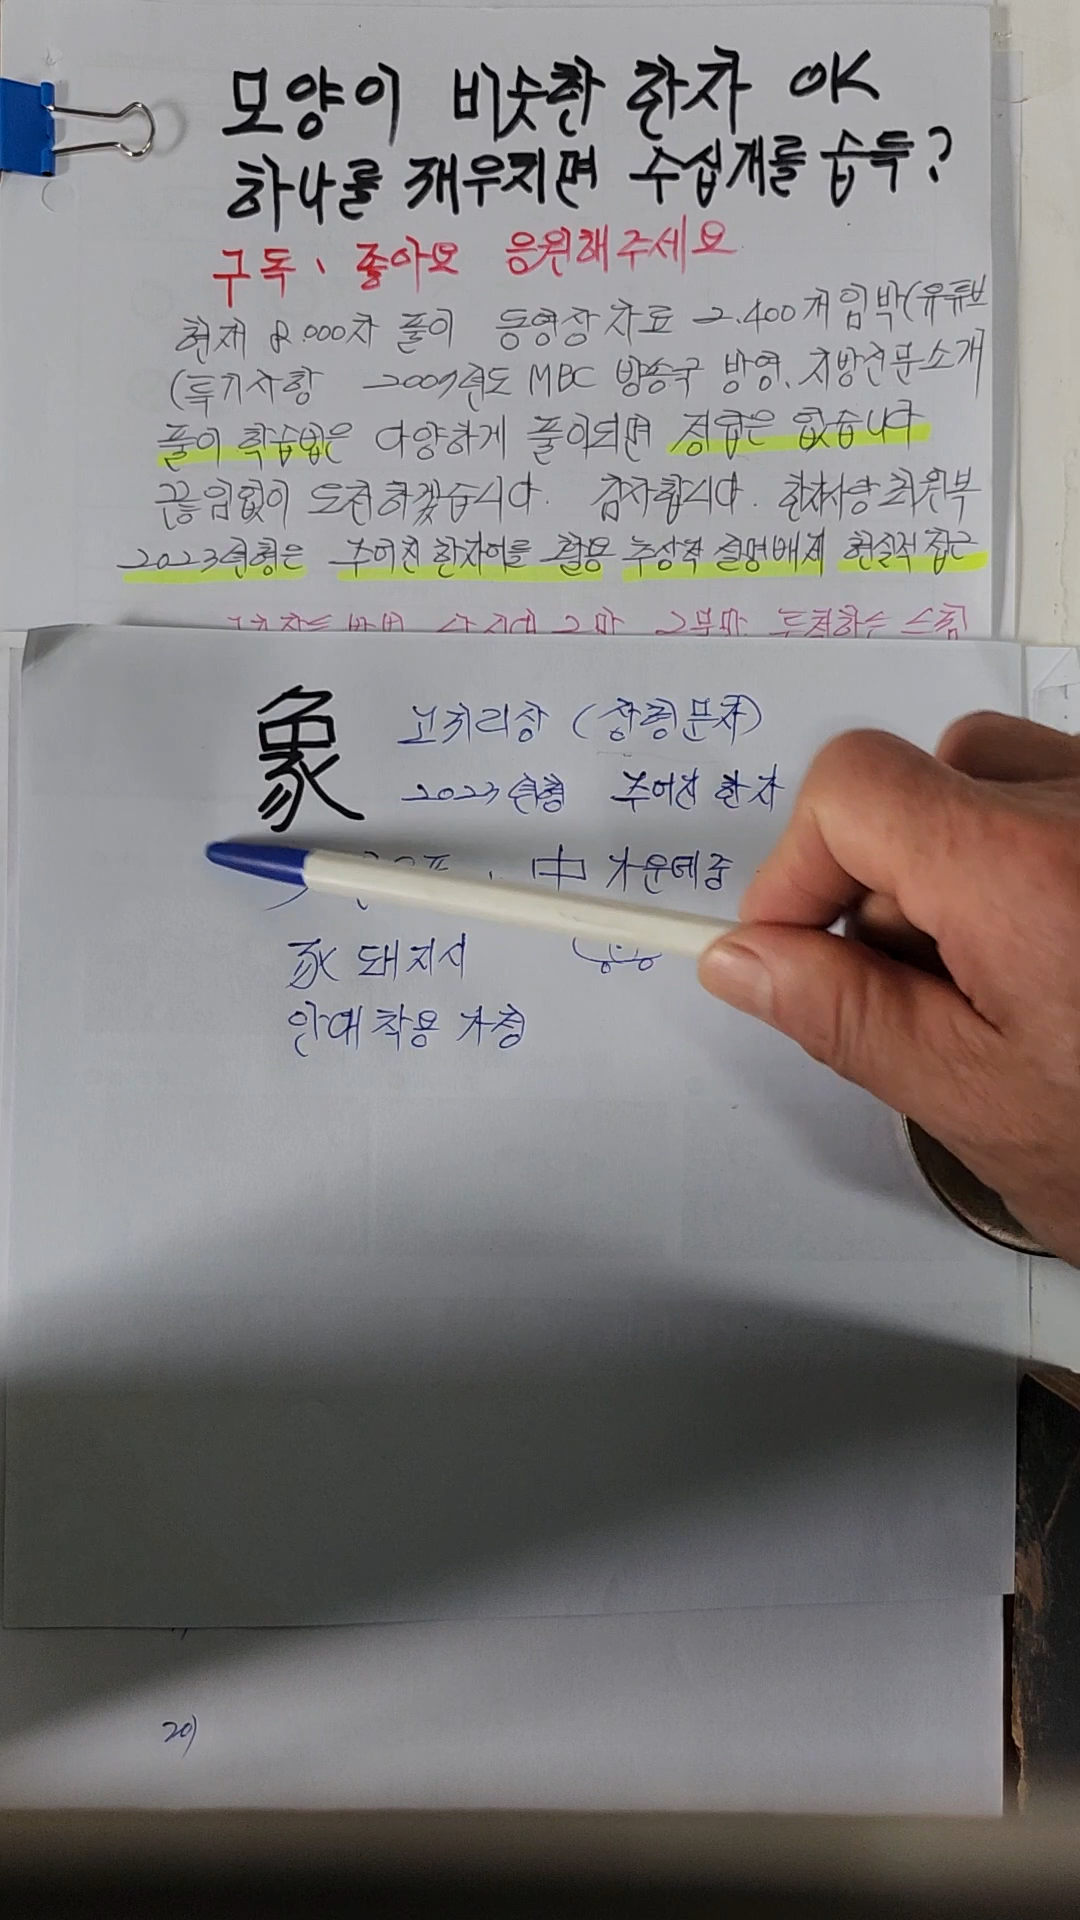 모양이 비슷한 한자 OK
하나를 깨우치면 수십개를 습득?
구독、좋아요 응원해주세요
현재 8.000자 풀이 동영상자료 2.400개임박(유튜브
(특기사항 2009년도 MBC 방송국 방영、지방신문소개
풀이 학습법은 다양하게 풀이되면 정답은 없습니다
끊임없이 도전하겠습니다. 감사합니다. 한자사랑 최원부
2023년형은 주어진 한자어를 활용 추상적 설명배제 현실적 접근
象 코끼리상 (상형문자)
2023년형 주어진 한자
中 가운데중
豕 돼지시
안대 착용 가정
20)